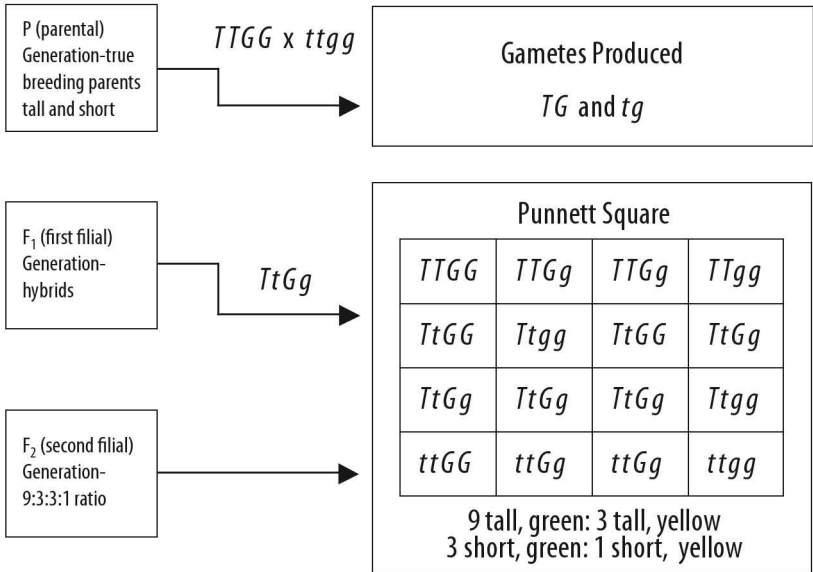 P (parental)
Generation-true
breeding parents
tall and short
TTGG x ttgg
Gametes Produced
TG and tg
F₁ (first filial)
Generation-
hybrids
TtGg
Punnett Square
TTGG TTGg TTGg TTgg
TtGG Ttgg TtGG TtGg
TtGg TtGg TtGg Ttgg
ttGG ttGg ttGg ttgg
F₂ (second filial)
Generation-
9:3:3:1 ratio
9 tall, green: 3 tall, yellow
3 short, green: 1 short, yellow